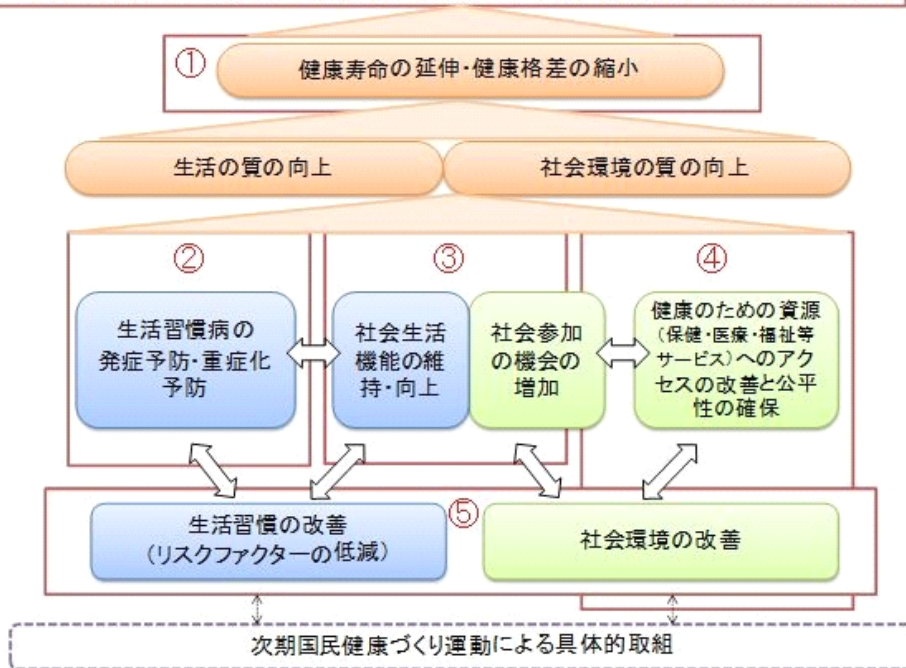 ①
健康寿命の延伸・健康格差の縮小
生活の質の向上
社会環境の質の向上
②
③
④
生活習慣病の
発症予防・重症化
予防
社会生活
機能の維
持・向上
社会参加
の機会の
増加
健康のための資源
(保健・医療・福祉等
サービス)へのアク
セスの改善と公平
性の確保
⑤
生活習慣の改善
(リスクファクターの低減)
社会環境の改善
次期国民健康づくり運動による具体的取組